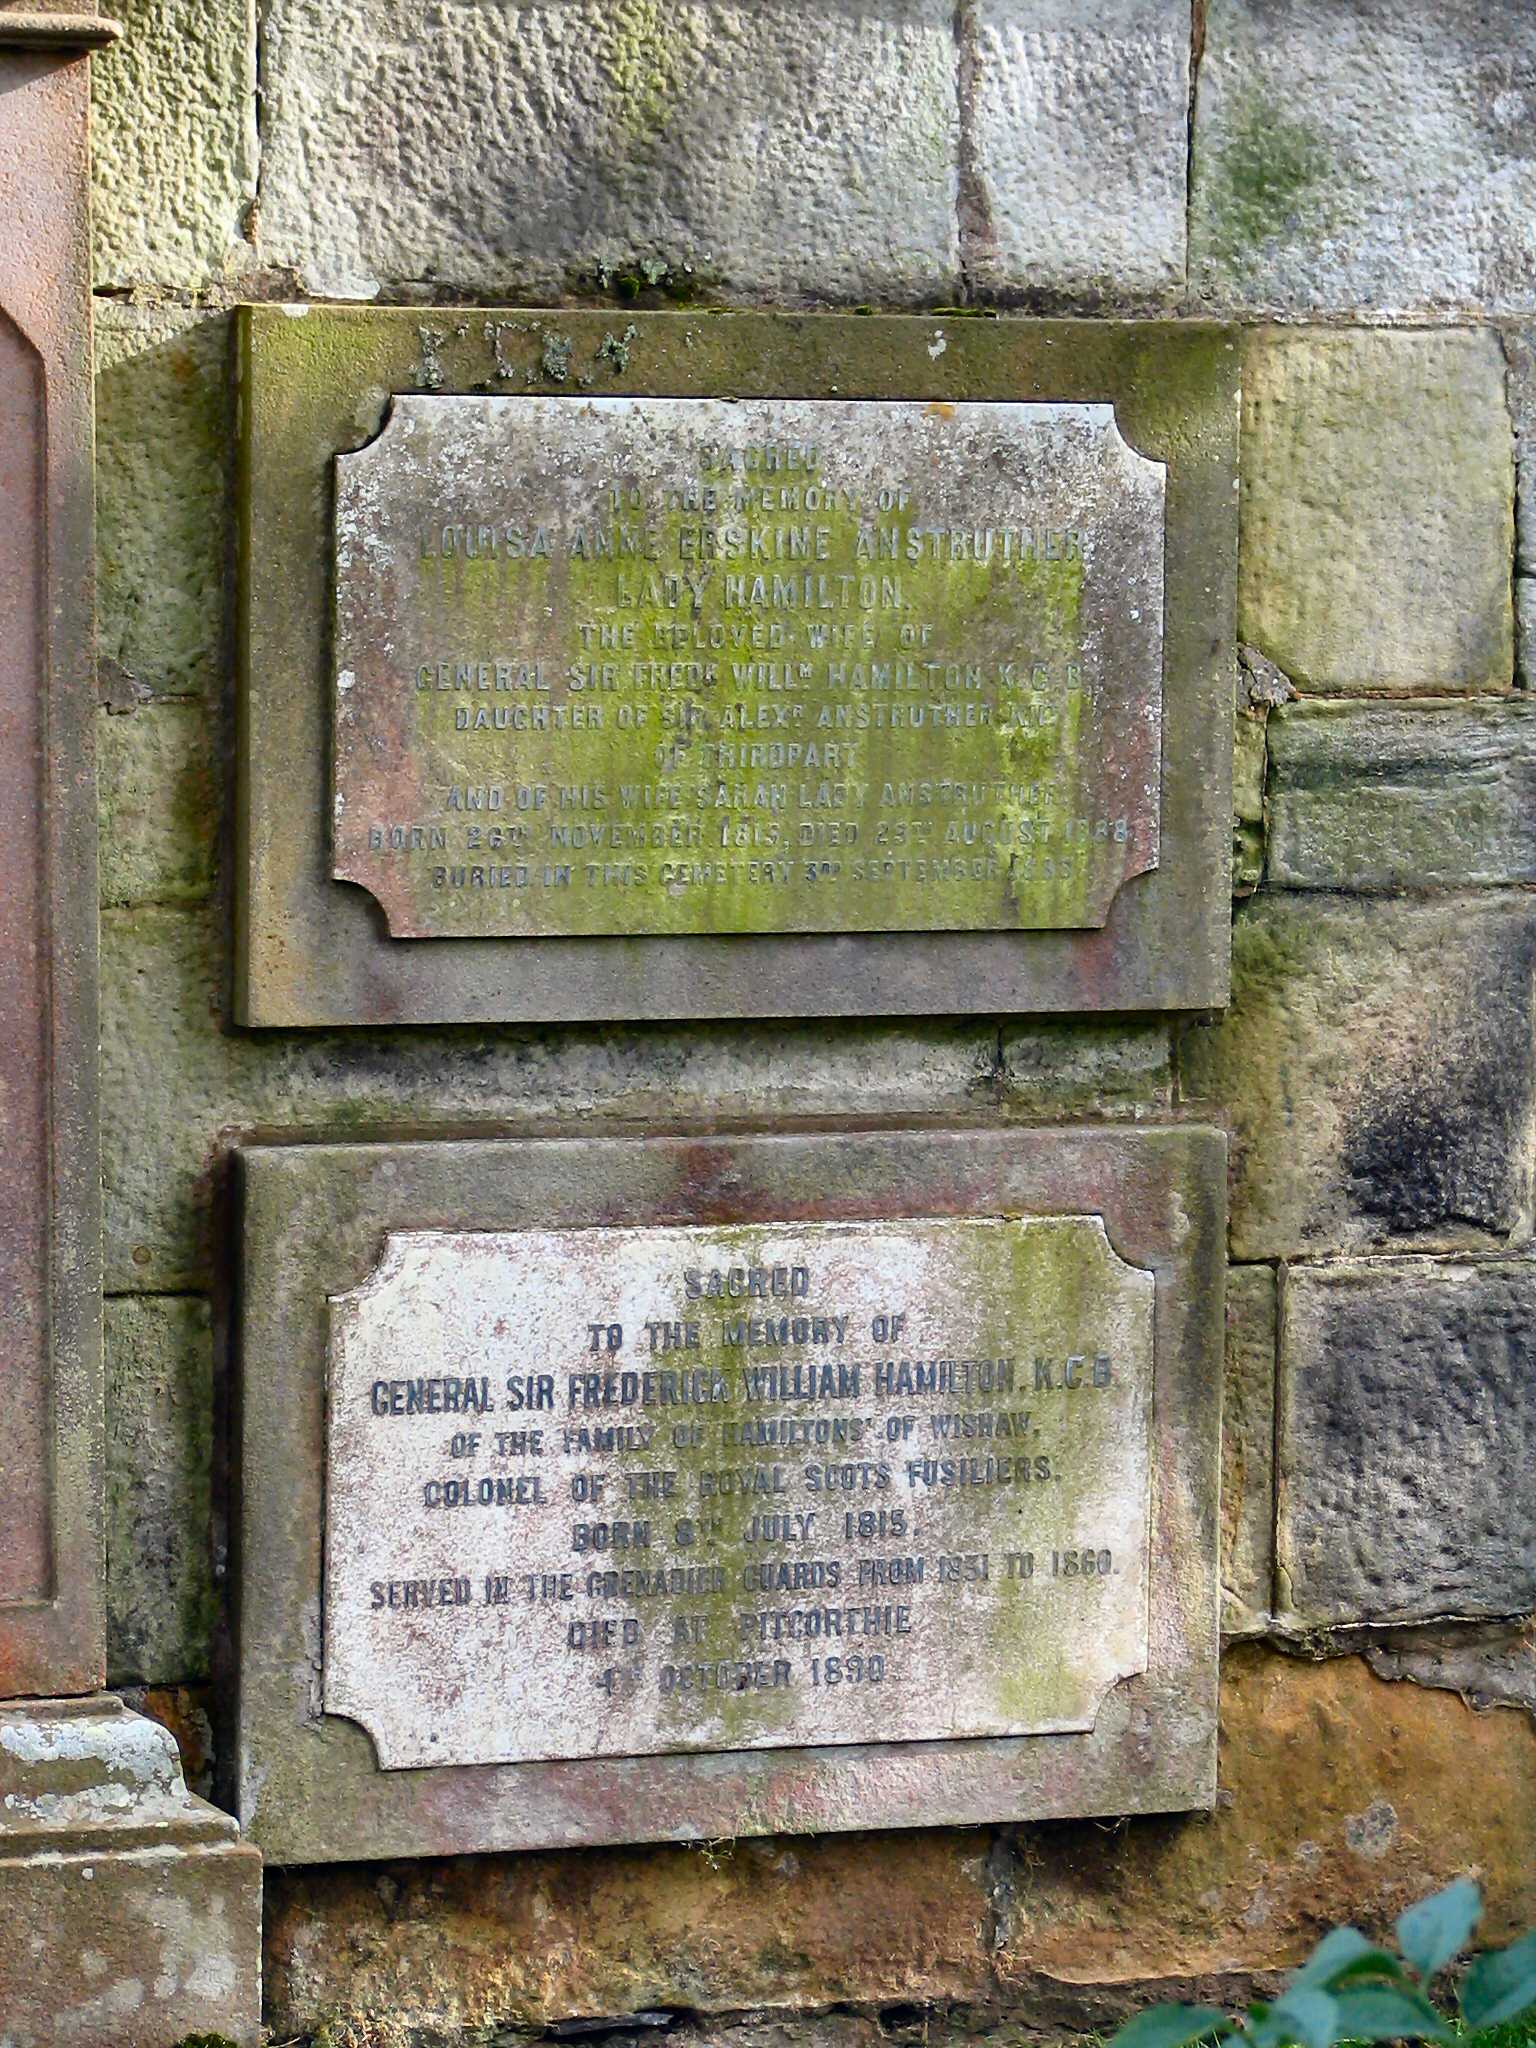 SACRED
TO THE MEMORY OF
LOUISA ANNE ERSKINE ANSTRUTHER
LADY HAMILTON.
THE BELOVED WIFE OF
GENERAL SIR FREDK WILLM HAMILTON K.C.B.
DAUGHTER OF SIR ALEXR ANSTRUTHER KNT
OF THIRDPART
AND OF HIS WIFE SARAH LADY ANSTRUTHER.
BORN 26TH NOVEMBER DIED AUGUST
BURIED IN THIS CEMETERY 3RD SEPTEMBER
SACRED
TO THE MEMORY OF
GENERAL SIR FREDERICK WILLIAM HAMILTON. K.C.B.
OF THE FAMILY OF HAMILTONS' OF WISHAW,
COLONEL OF THE ROYAL SCOTS FUSILIERS.
BORN 8TH JULY 1815.
SERVED IN THE GRENADIER GUARDS FROM 1831 TO 1860.
DIED AT PITCORTHIE
4TH OCTOBER 1890.